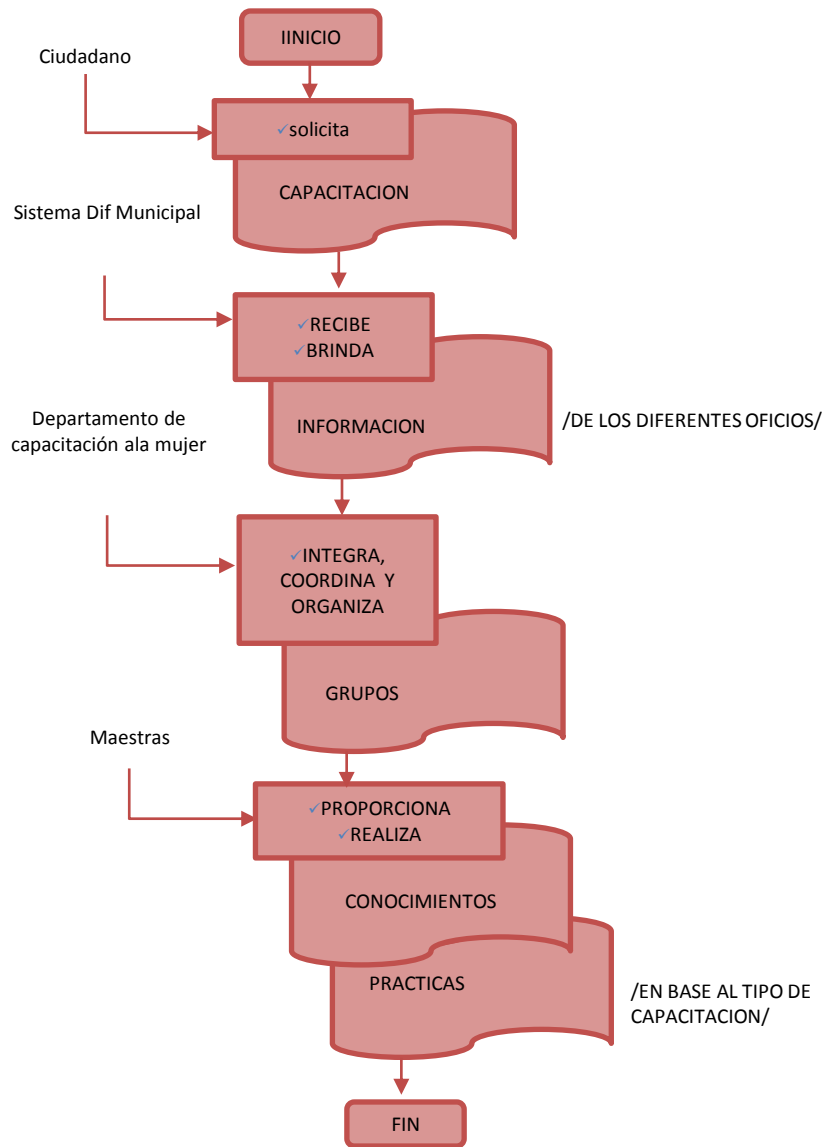 IINICIO
Ciudadano
✓solicita
CAPACITACION
Sistema Dif Municipal
✓RECIBE
✓BRINDA
INFORMACION
/DE LOS DIFERENTES OFICIOS/
Departamento de
capacitación ala mujer
✓INTEGRA,
COORDINA Y
ORGANIZA
GRUPOS
Maestras
✓PROPORCIONA
✓REALIZA
CONOCIMIENTOS
PRACTICAS
/EN BASE AL TIPO DE
CAPACITACION/
FIN